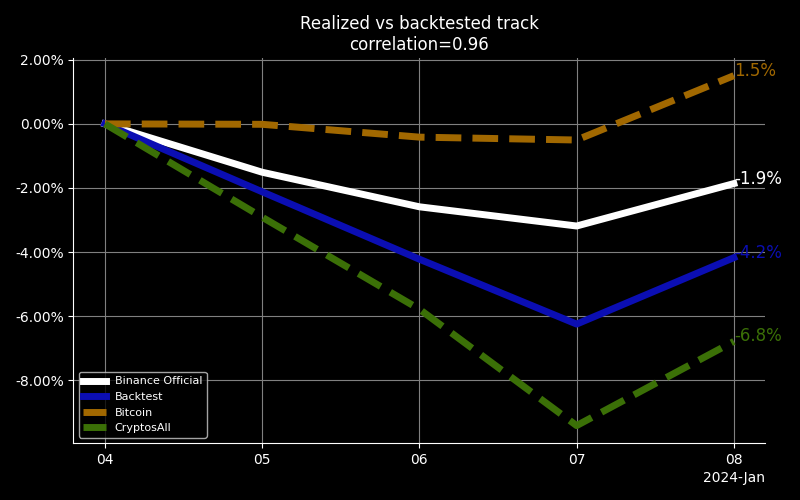 Realized vs backtested track
correlation=0.96
2.00%
1.5%
0.00%
-1.9%
-2.00%
-4.2%
-4.00%
-6.00%
-6.8%
-8.00%
Binance Official
Backtest
Bitcoin
CryptosAll
04 05 06 07 08
2024-Jan